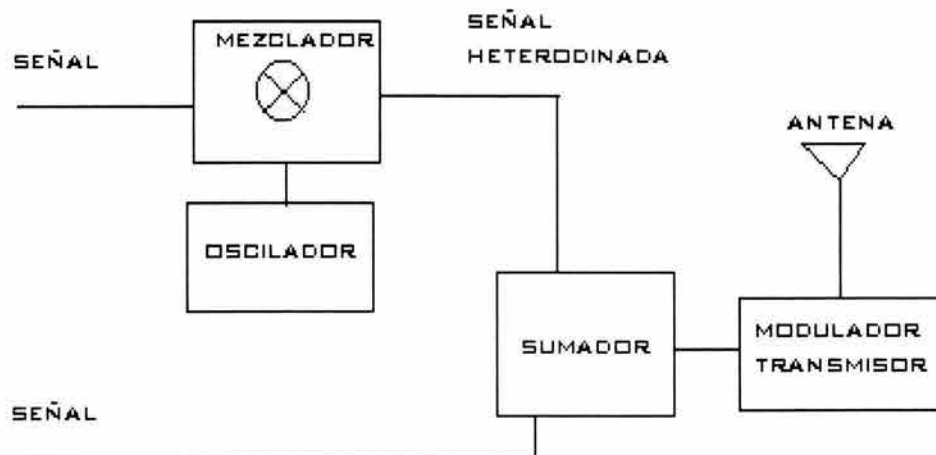 SEÑAL
MEZCLADOR
SEÑAL
HETERODINADA
ANTENA
OSCILADOR
SUMADOR
MODULADOR
TRANSMISOR
SEÑAL